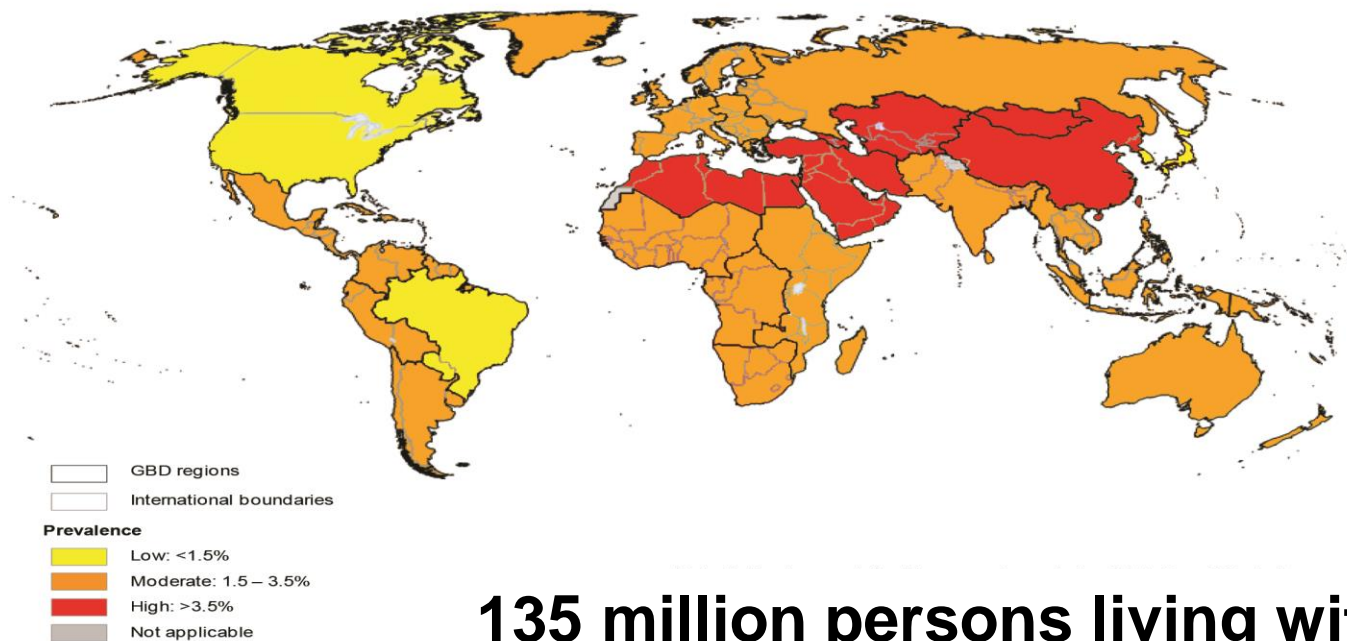 GBD regions
International boundaries
Prevalence
Low: <1.5%
Moderate: 1.5 – 3.5%
High: >3.5%
Not applicable
135 million persons living